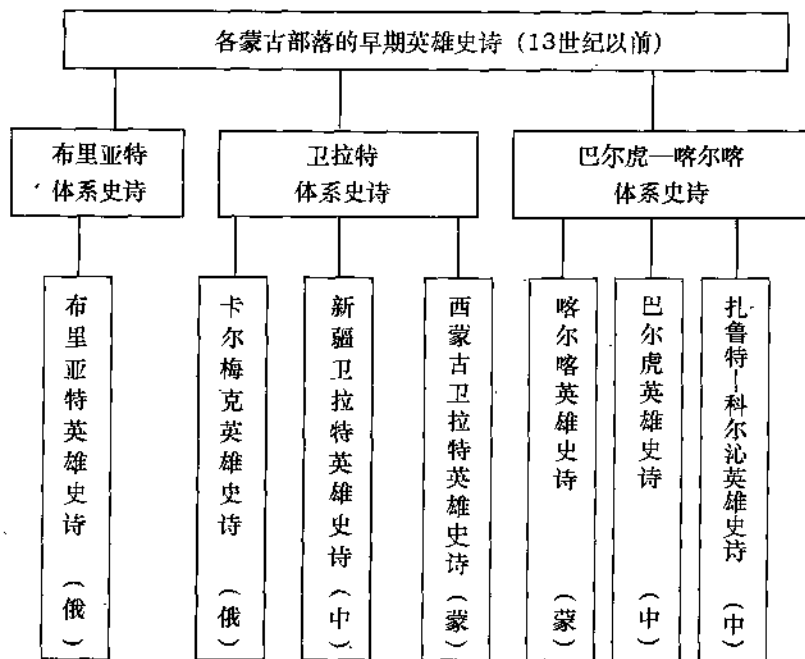 各蒙古部落的早期英雄史诗（13世纪以前）
布里亚特
体系史诗
卫拉特
体系史诗
巴尔虎—喀尔喀
体系史诗
布里亚特英雄史诗（俄）
卡尔梅克英雄史诗（俄）
新疆卫拉特英雄史诗（中）
西蒙古卫拉特英雄史诗（蒙）
喀尔喀英雄史诗（蒙）
巴尔虎英雄史诗（中）
扎鲁特—科尔沁英雄史诗（中）